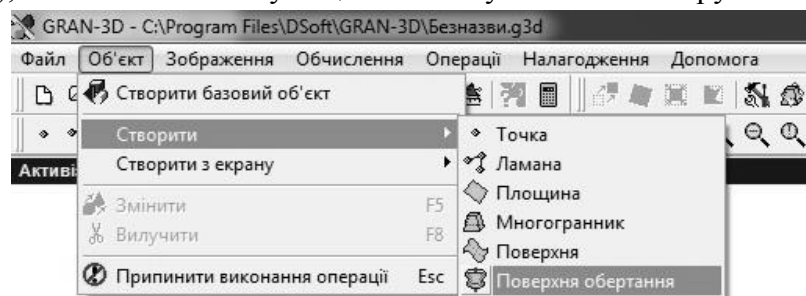 GRAN-3D - C:\Program Files\DSoft\GRAN-3D\Безназви.g3d
Файл Об'єкт Зображення Обчислення Операції Налагодження Допомога
Створити базовий об'єкт
Створити
Точка
Створити з екрану
Ламана
Площина
Змінити F5
Многогранник
Вилучити F8
Поверхня
Припинити виконання операції Esc
Поверхня обертання